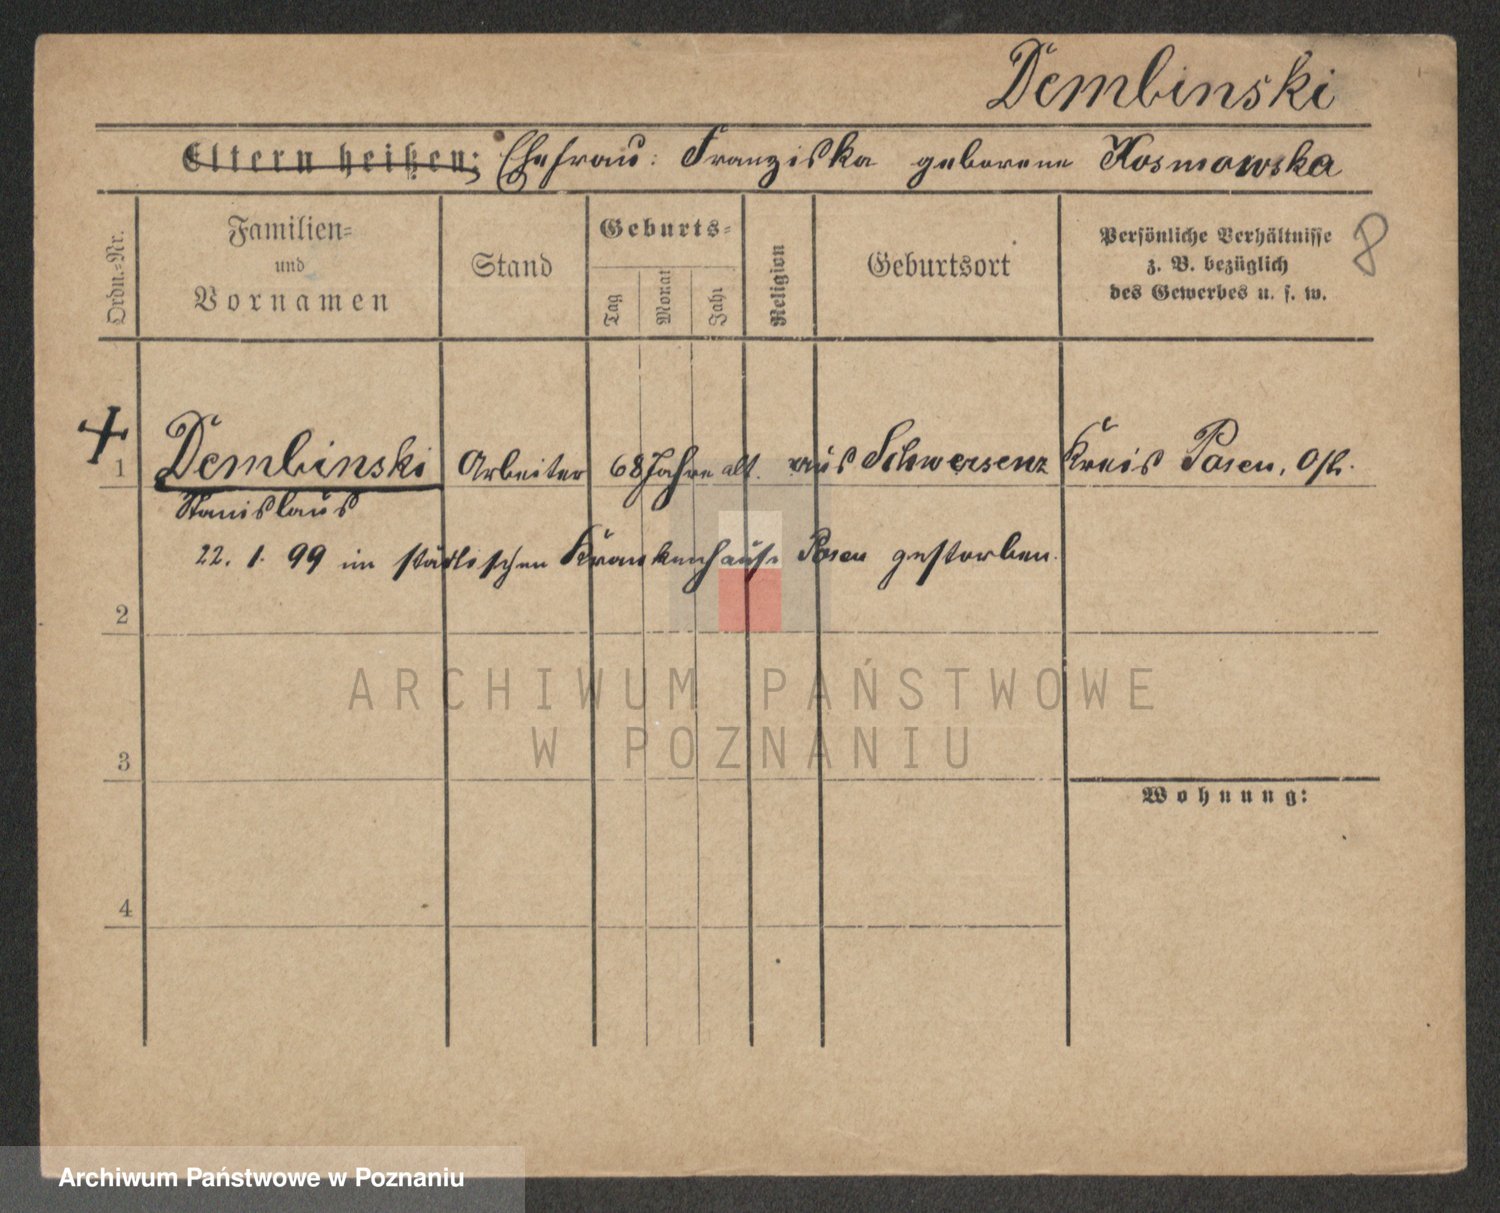 Dembinski
Eltern heißen: Ehefrau: Franziska geborene Kosmowska
Ordn.-Nr.
Familien-
und
Vornamen
Stand
Geburts-
Tag
Monat
Jahr
Religion
Geburtsort
Persönliche Verhältnisse
z. B. bezüglich
des Gewerbes u. s. w.
8
1 Dembinski Arbeiter 68 Jahre alt. aus Schwersenz Kreis Posen, Ost.
Stanislaus
22. 1. 99 im städtischen Krankenhause Posen gestorben.
2
3
4
Wohnung:
ARCHIWUM PAŃSTWOWE
W POZNANIU
Archiwum Państwowe w Poznaniu